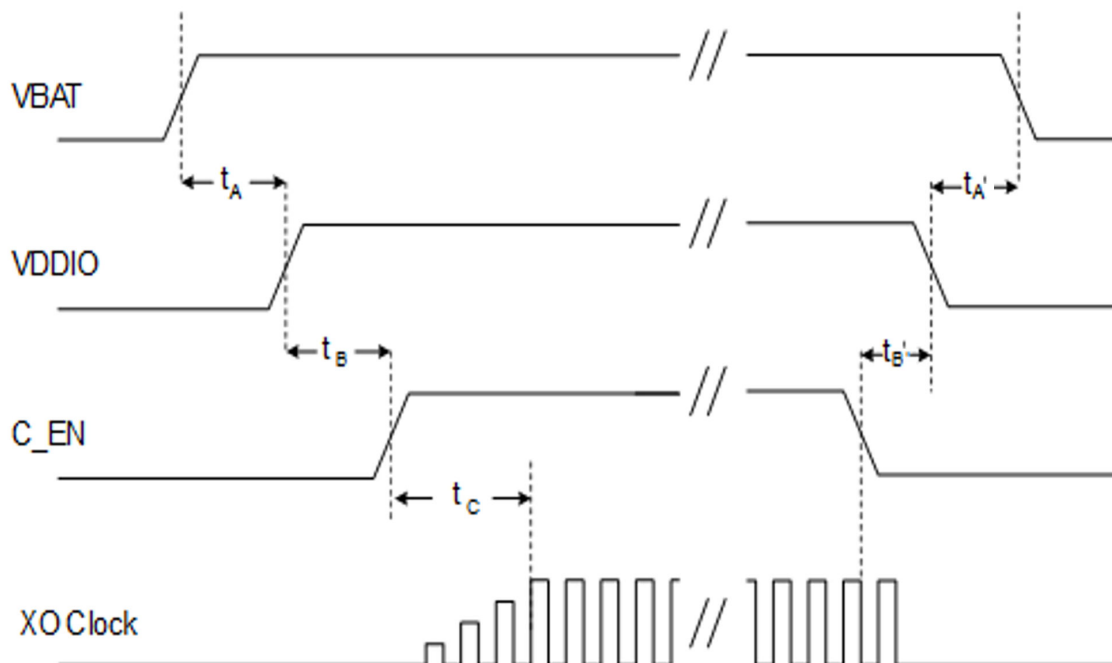 VBAT
tA
tA'
VDDIO
tB
tB'
C_EN
tC
XO Clock